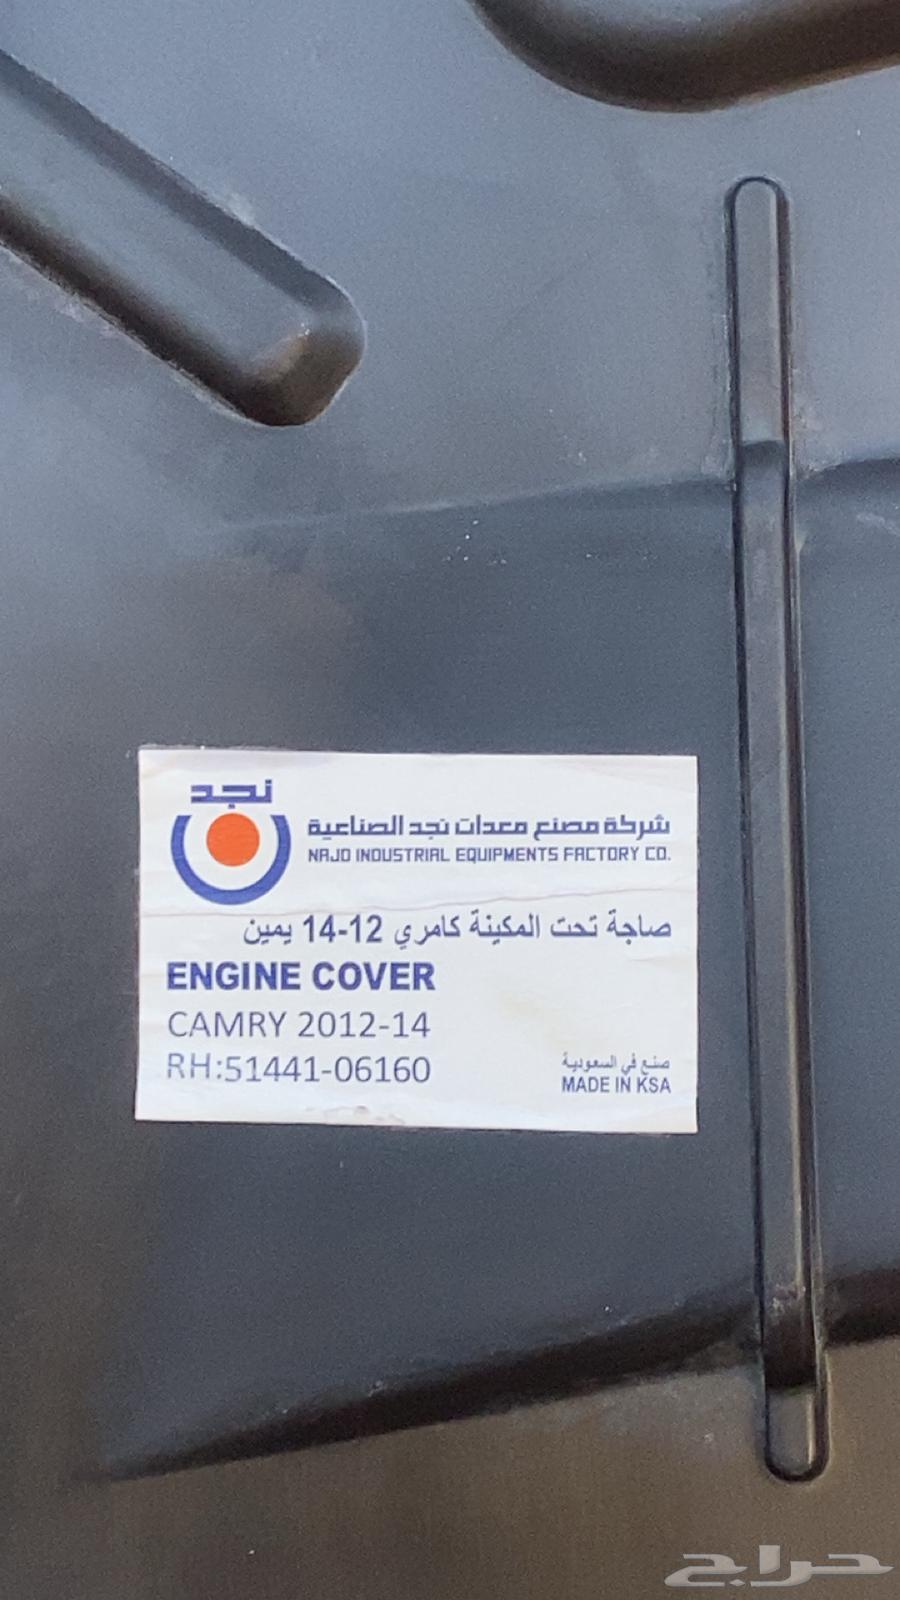 نجد
شركة مصنع معدات نجد الصناعية
NAJD INDUSTRIAL EQUIPMENTS FACTORY CO.
صاجة تحت المكينة كامري 12-14 يمين
ENGINE COVER
CAMRY 2012-14
RH:51441-06160
صنع في السعودية
MADE IN KSA
حراج